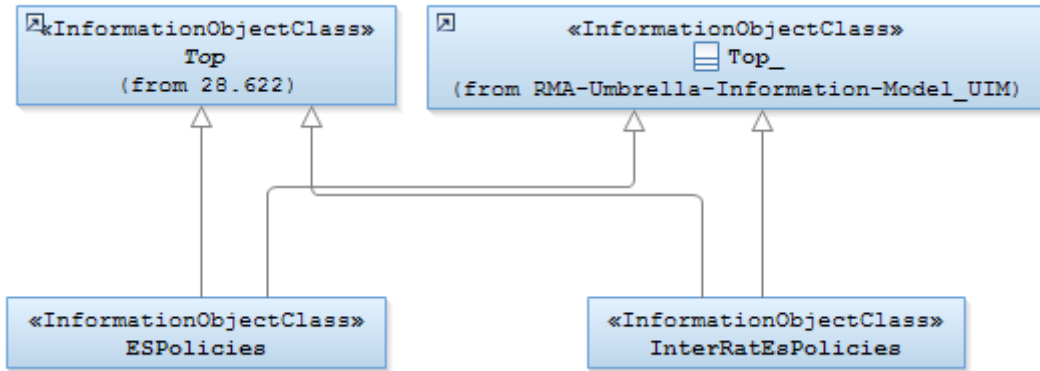 «InformationObjectClass»
Top
(from 28.622)
«InformationObjectClass»
Top_
(from RMA-Umbrella-Information-Model_UIM)
«InformationObjectClass»
ESPolicies
«InformationObjectClass»
InterRatEsPolicies